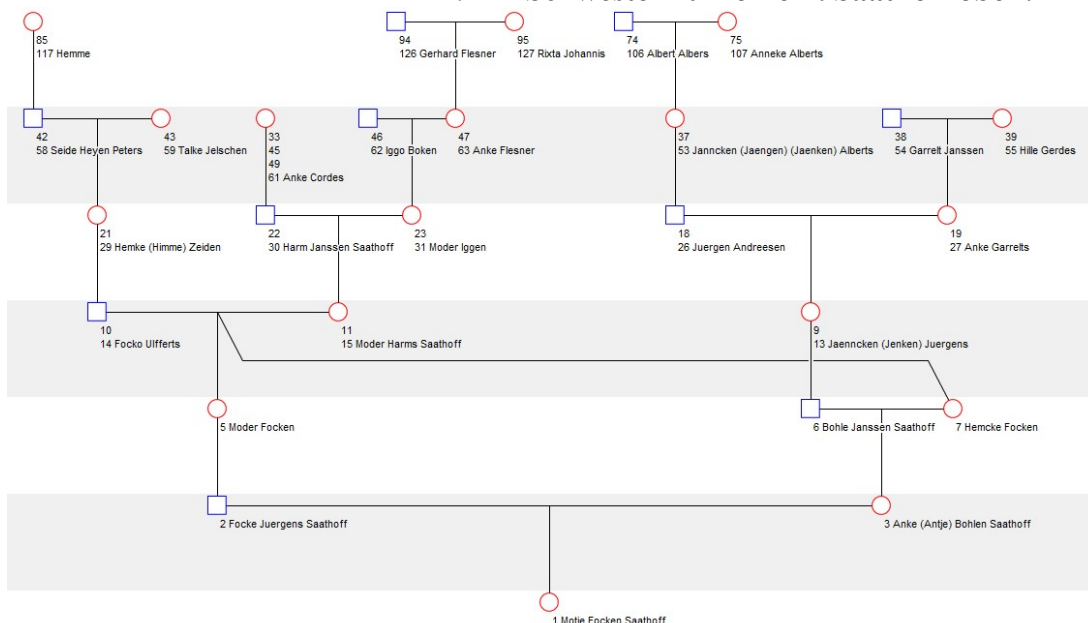 85
117 Hemme
94
126 Gerhard Flesner
95
127 Rixta Johannis
74
106 Albert Albers
75
107 Anneke Alberts
42
58 Seide Heyen Peters
43
59 Talke Jelschen
33
45
49
61 Anke Cordes
46
62 Iggo Boken
47
63 Anke Flesner
37
53 Janncken (Jaengen) (Jaenken) Alberts
38
54 Garrelt Janssen
39
55 Hille Gerdes
21
29 Hemke (Himme) Zeiden
22
30 Harm Janssen Saathoff
23
31 Moder Iggen
18
26 Juergen Andreesen
19
27 Anke Garrelts
10
14 Focko Ulfferts
11
15 Moder Harms Saathoff
9
13 Jaenncken (Jenken) Juergens
5 Moder Focken
6 Bohle Janssen Saathoff
7 Hemcke Focken
2 Focke Juergens Saathoff
3 Anke (Antje) Bohlen Saathoff
1 Motje Focken Saathoff